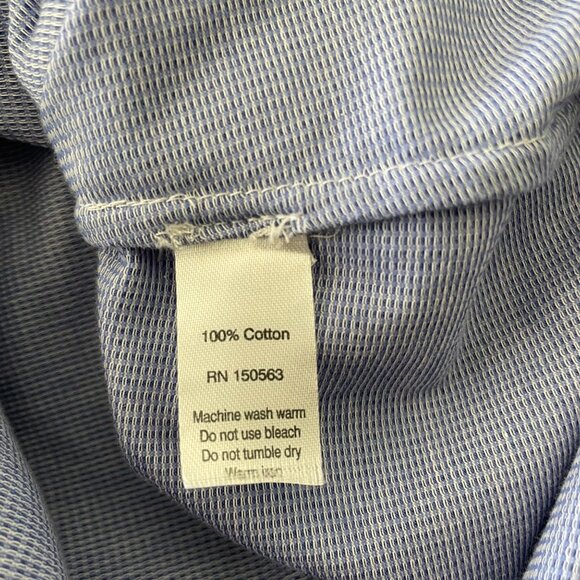 100% Cotton
RN 150563
Machine wash warm
Do not use bleach
Do not tumble dry
Warm iron